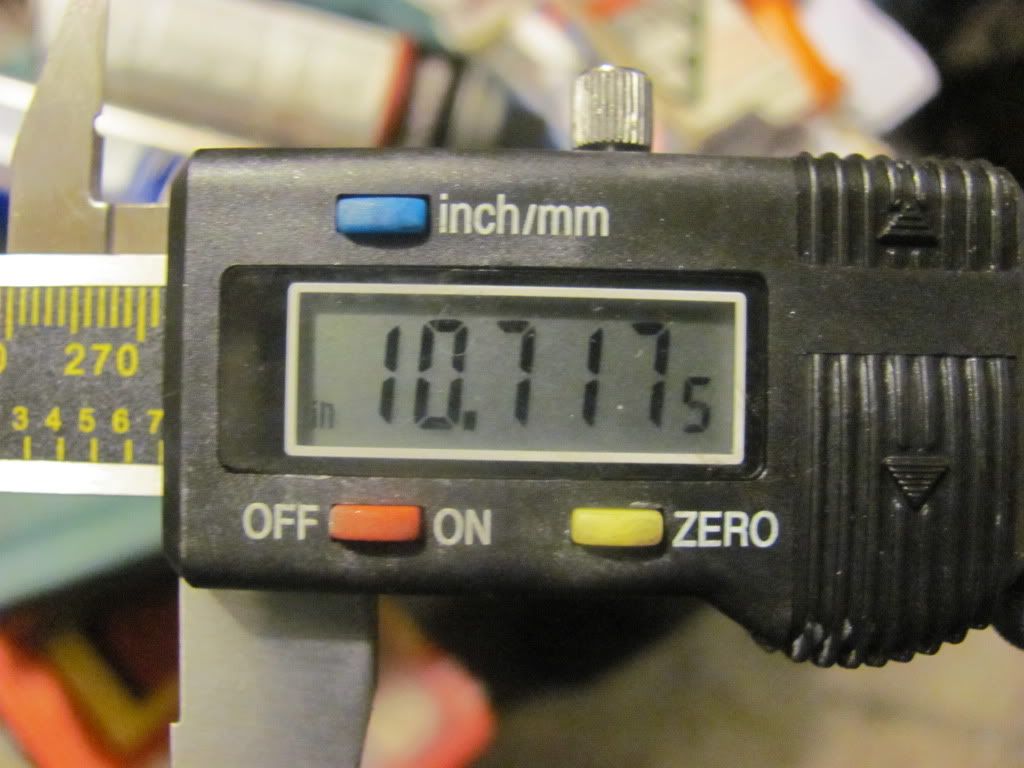 inch/mm
270
3 4 5 6 7
in 10.7175
OFF ON ZERO